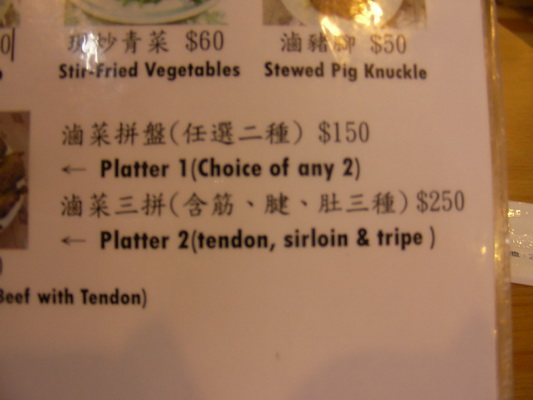 現炒青菜 $60
Stir-Fried Vegetables
滷豬腳 $50
Stewed Pig Knuckle
滷菜拼盤(任選二種) $150
← Platter 1(Choice of any 2)
滷菜三拼(含筋、腱、肚三種) $250
← Platter 2(tendon, sirloin & tripe )
Beef with Tendon)